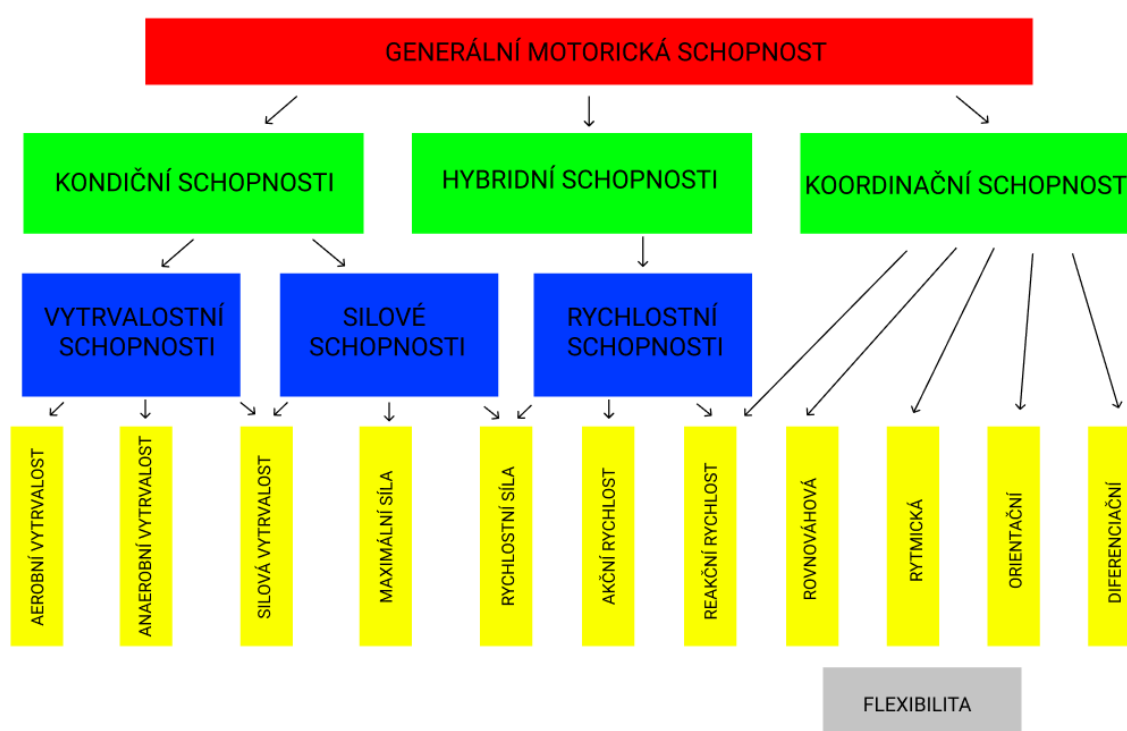 GENERÁLNÍ MOTORICKÁ SCHOPNOST
KONDIČNÍ SCHOPNOSTI
HYBRIDNÍ SCHOPNOSTI
KOORDINAČNÍ SCHOPNOST
VYTRVALOSTNÍ
SCHOPNOSTI
SILOVÉ
SCHOPNOSTI
RYCHLOSTNÍ
SCHOPNOSTI
AEROBNÍ VYTRVALOST
ANAEROBNÍ VYTRVALOST
SILOVÁ VYTRVALOST
MAXIMÁLNÍ SÍLA
RYCHLOSTNÍ SÍLA
AKČNÍ RYCHLOST
REAKČNÍ RYCHLOST
ROVNOVÁHOVÁ
RYTMICKÁ
ORIENTAČNÍ
DIFERENCIAČNÍ
FLEXIBILITA